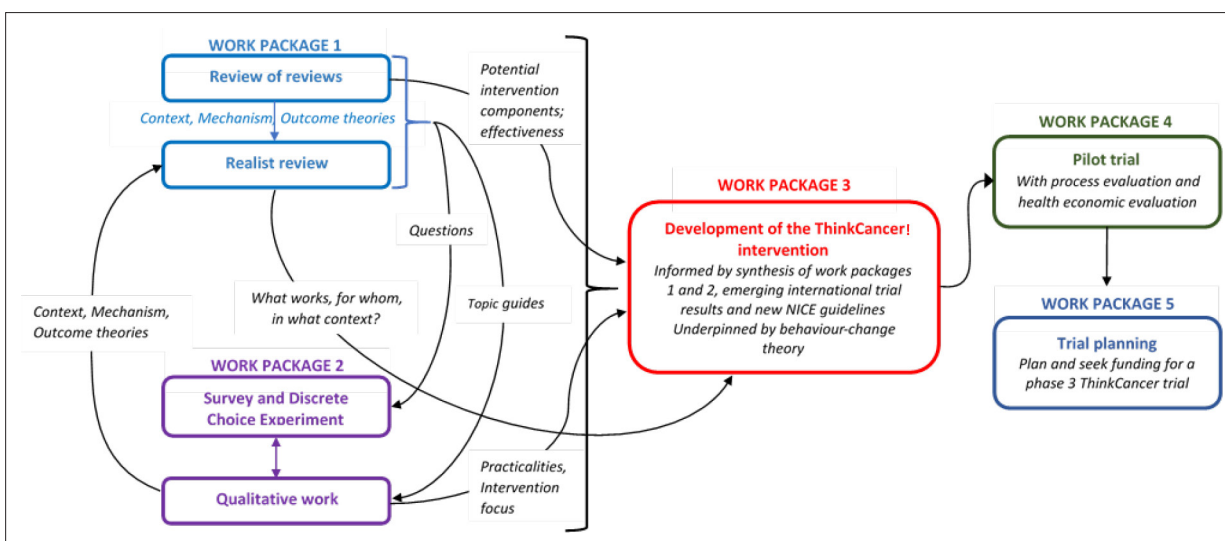 WORK PACKAGE 1
Review of reviews
Context, Mechanism, Outcome theories
Realist review
Potential
intervention
components;
effectiveness
Questions
What works, for whom,
in what context?
Topic guides
Context, Mechanism,
Outcome theories
WORK PACKAGE 2
Survey and Discrete
Choice Experiment
Qualitative work
Practicalities,
Intervention
focus
WORK PACKAGE 3
Development of the ThinkCancer!
intervention
Informed by synthesis of work packages
1 and 2, emerging international trial
results and new NICE guidelines
Underpinned by behaviour-change
theory
WORK PACKAGE 4
Pilot trial
With process evaluation and
health economic evaluation
WORK PACKAGE 5
Trial planning
Plan and seek funding for a
phase 3 ThinkCancer trial